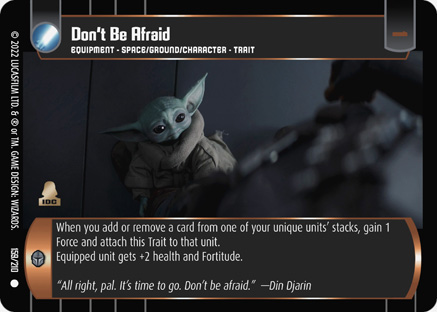 Don't Be Afraid
EQUIPMENT - SPACE/GROUND/CHARACTER - TRAIT
© 2022 LUCASFILM LTD. & ® OR TM. GAME DESIGN: WIZARDS.
159/210
IDC
When you add or remove a card from one of your unique units' stacks, gain 1
Force and attach this Trait to that unit.
Equipped unit gets +2 health and Fortitude.
“All right, pal. It's time to go. Don't be afraid.” —Din Djarin